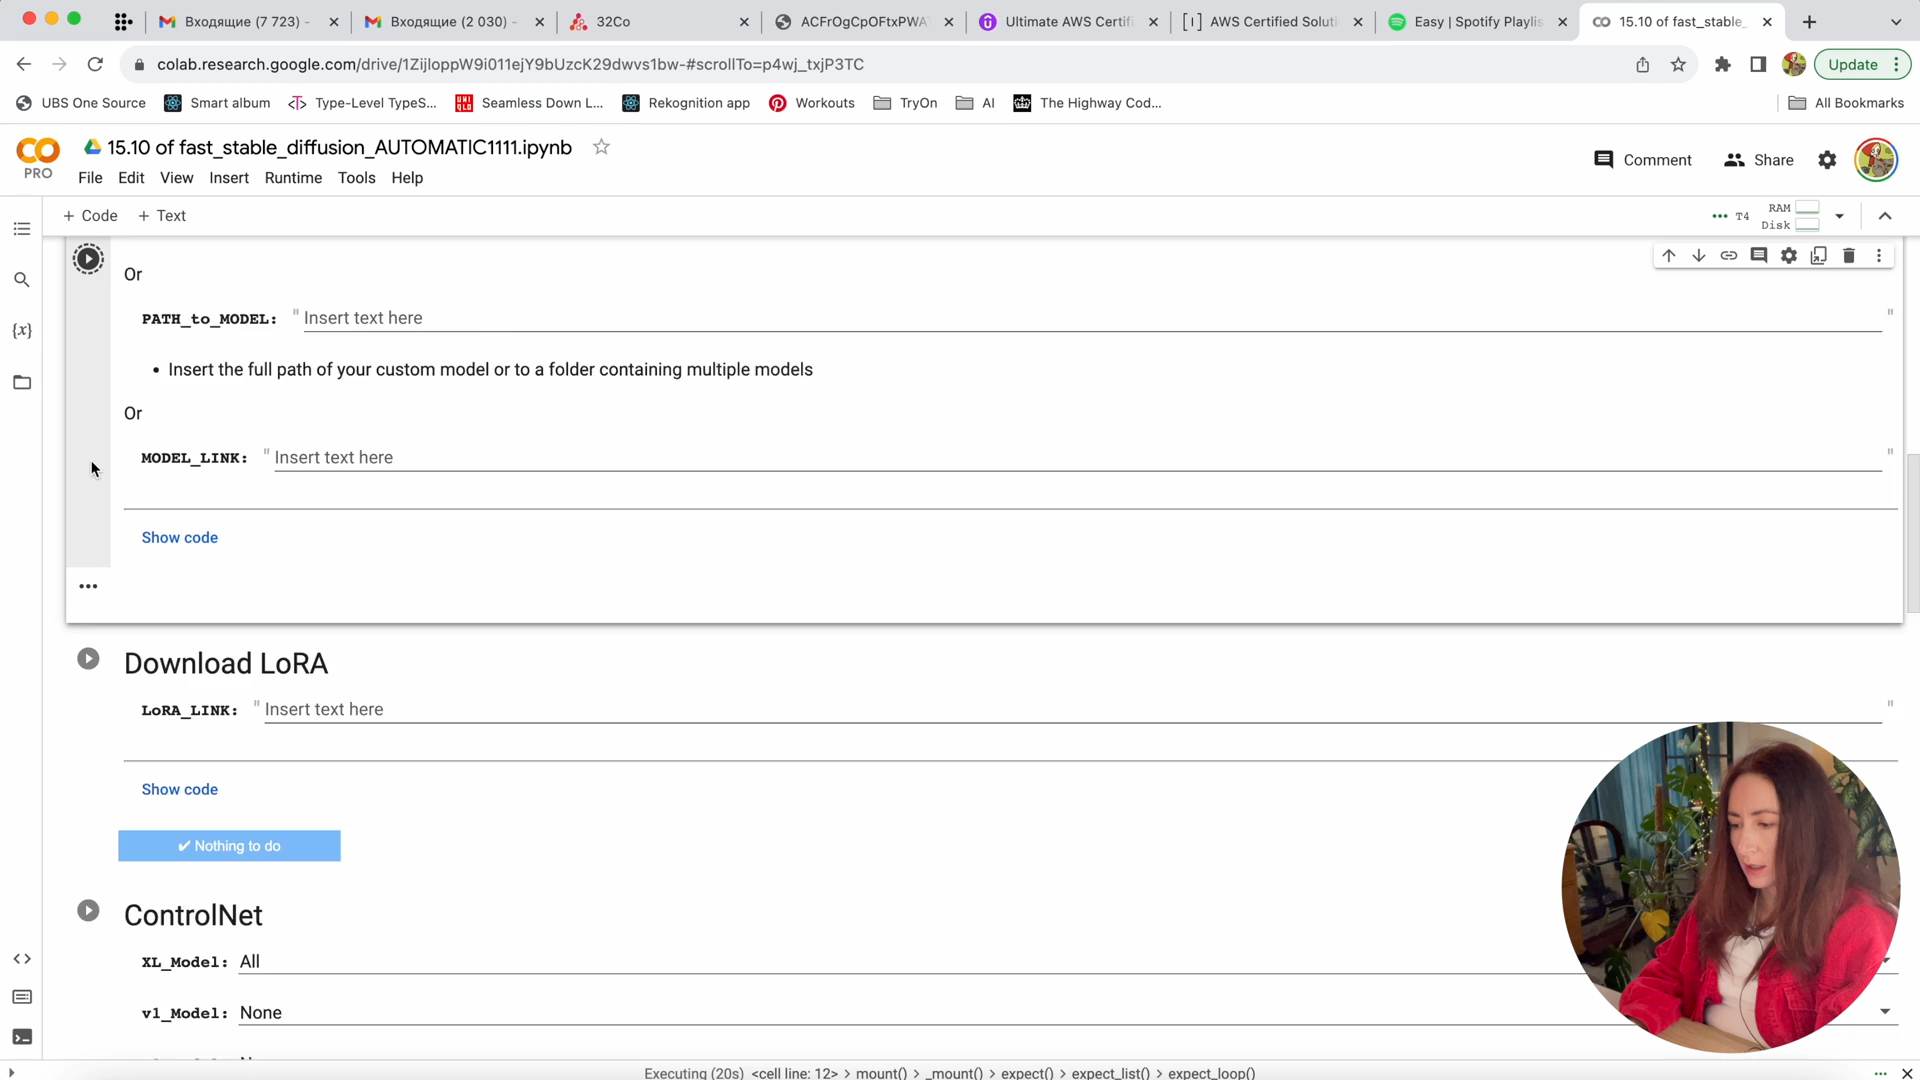 Входящие (7 723) -
Входящие (2 030) -
32Co
ACFrOgCpOFtxPWA
Ultimate AWS Certifi
[ı] AWS Certified Soluti
Easy | Spotify Playlis
15.10 of fast_stable_
colab.research.google.com/drive/1ZijloppW9i011ejY9bUzcK29dwvs1bw-#scrollTo=p4wj_txjP3TC
Update
UBS One Source
Smart album
Type-Level TypeS...
Seamless Down L...
Rekognition app
Workouts
TryOn
AI
The Highway Cod...
All Bookmarks
15.10 of fast_stable_diffusion_AUTOMATIC1111.ipynb
PRO
File Edit View Insert Runtime Tools Help
Comment
Share
+ Code + Text
T4
RAM
Disk
Or
PATH_to_MODEL: " Insert text here "
• Insert the full path of your custom model or to a folder containing multiple models
Or
MODEL_LINK: " Insert text here "
Show code
Download LoRA
LoRA_LINK: " Insert text here "
Show code
✔ Nothing to do
ControlNet
XL_Model: All
v1_Model: None
Executing (20s) <cell line: 12> > mount() > _mount() > expect() > expect_list() > expect_loop()